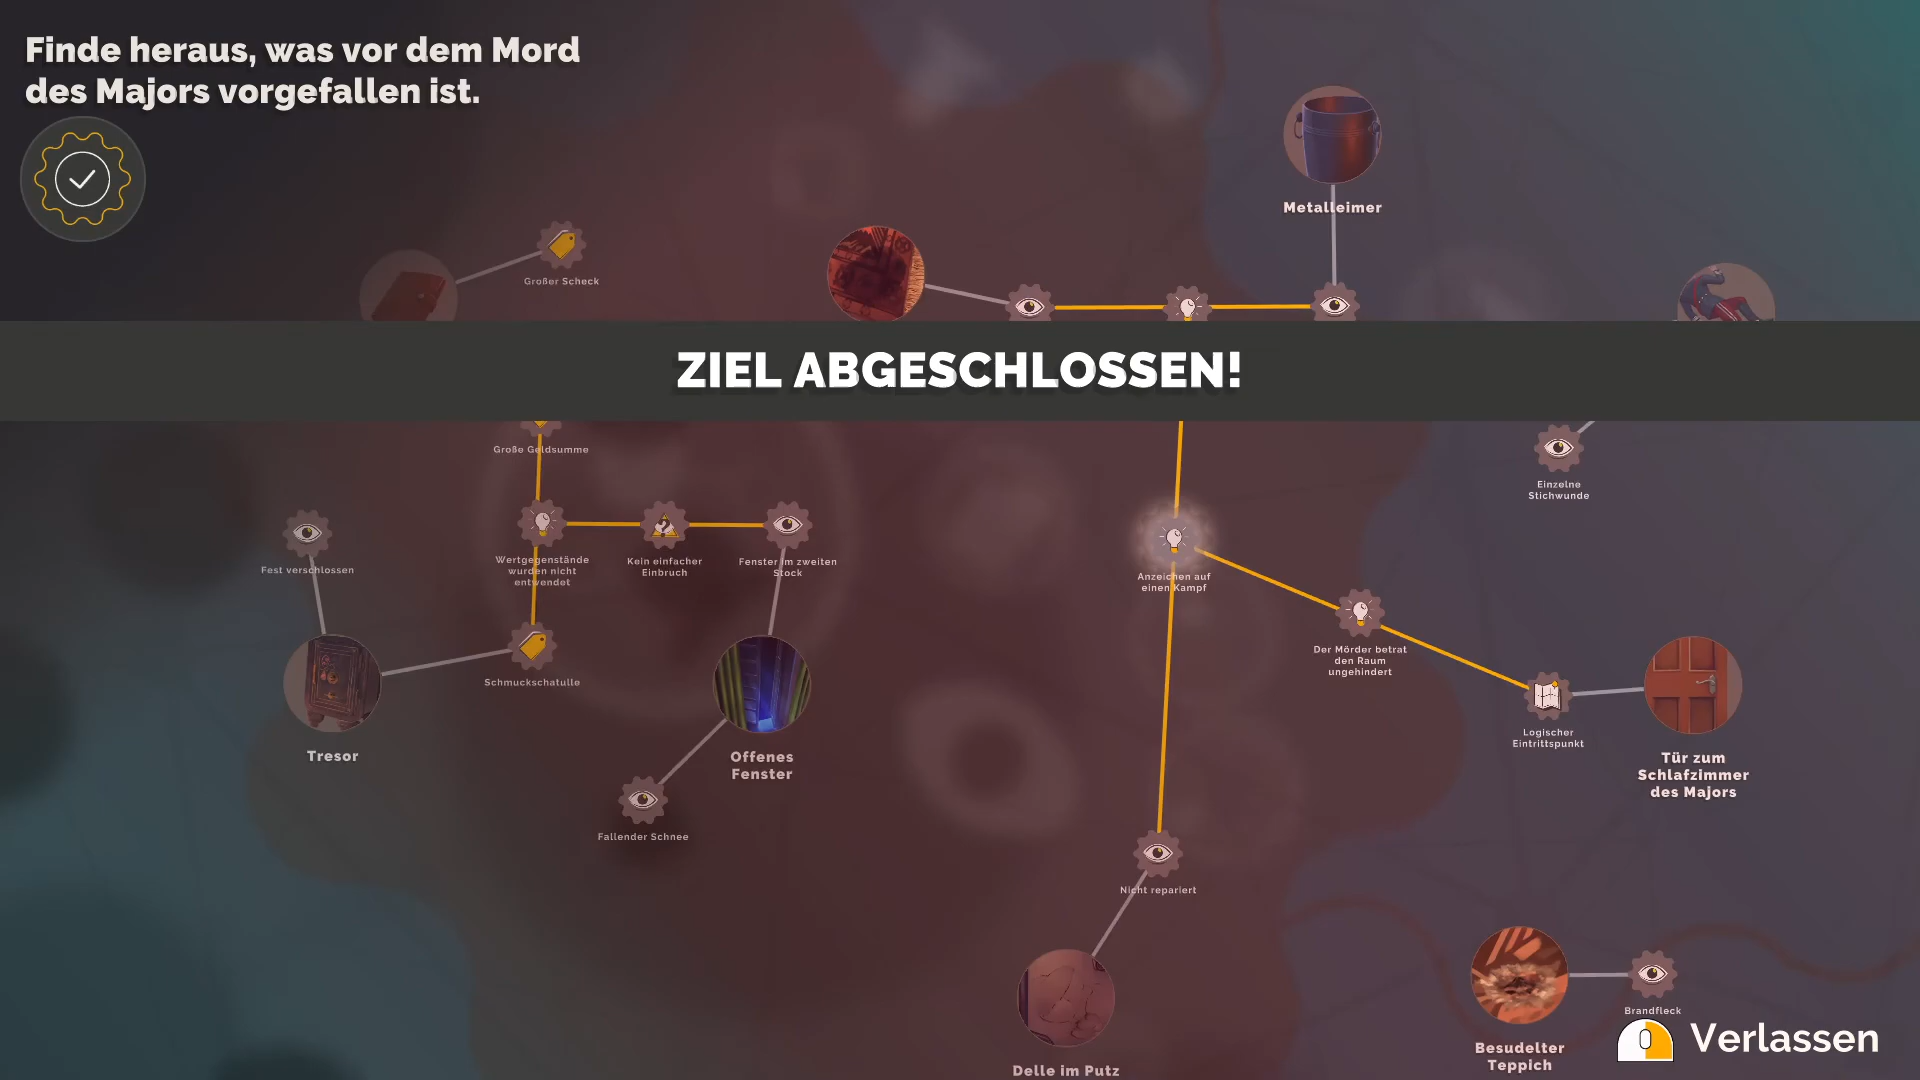 Finde heraus, was vor dem Mord
des Majors vorgefallen ist.
Metalleimer
Großer Scheck
ZIEL ABGESCHLOSSEN!
Große Geldsumme
Einzelne
Stichwunde
Fest verschlossen
Wertgegenstände
wurden nicht
entwendet
Kein einfacher
Einbruch
Fenster im zweiten
Stock
Anzeichen auf
einen Kampf
Der Mörder betrat
den Raum
ungehindert
Schmuckschatulle
Logischer
Eintrittspunkt
Tresor
Offenes
Fenster
Tür zum
Schlafzimmer
des Majors
Fallender Schnee
Nicht repariert
Brandfleck
Verlassen
Besudelter
Teppich
Delle im Putz